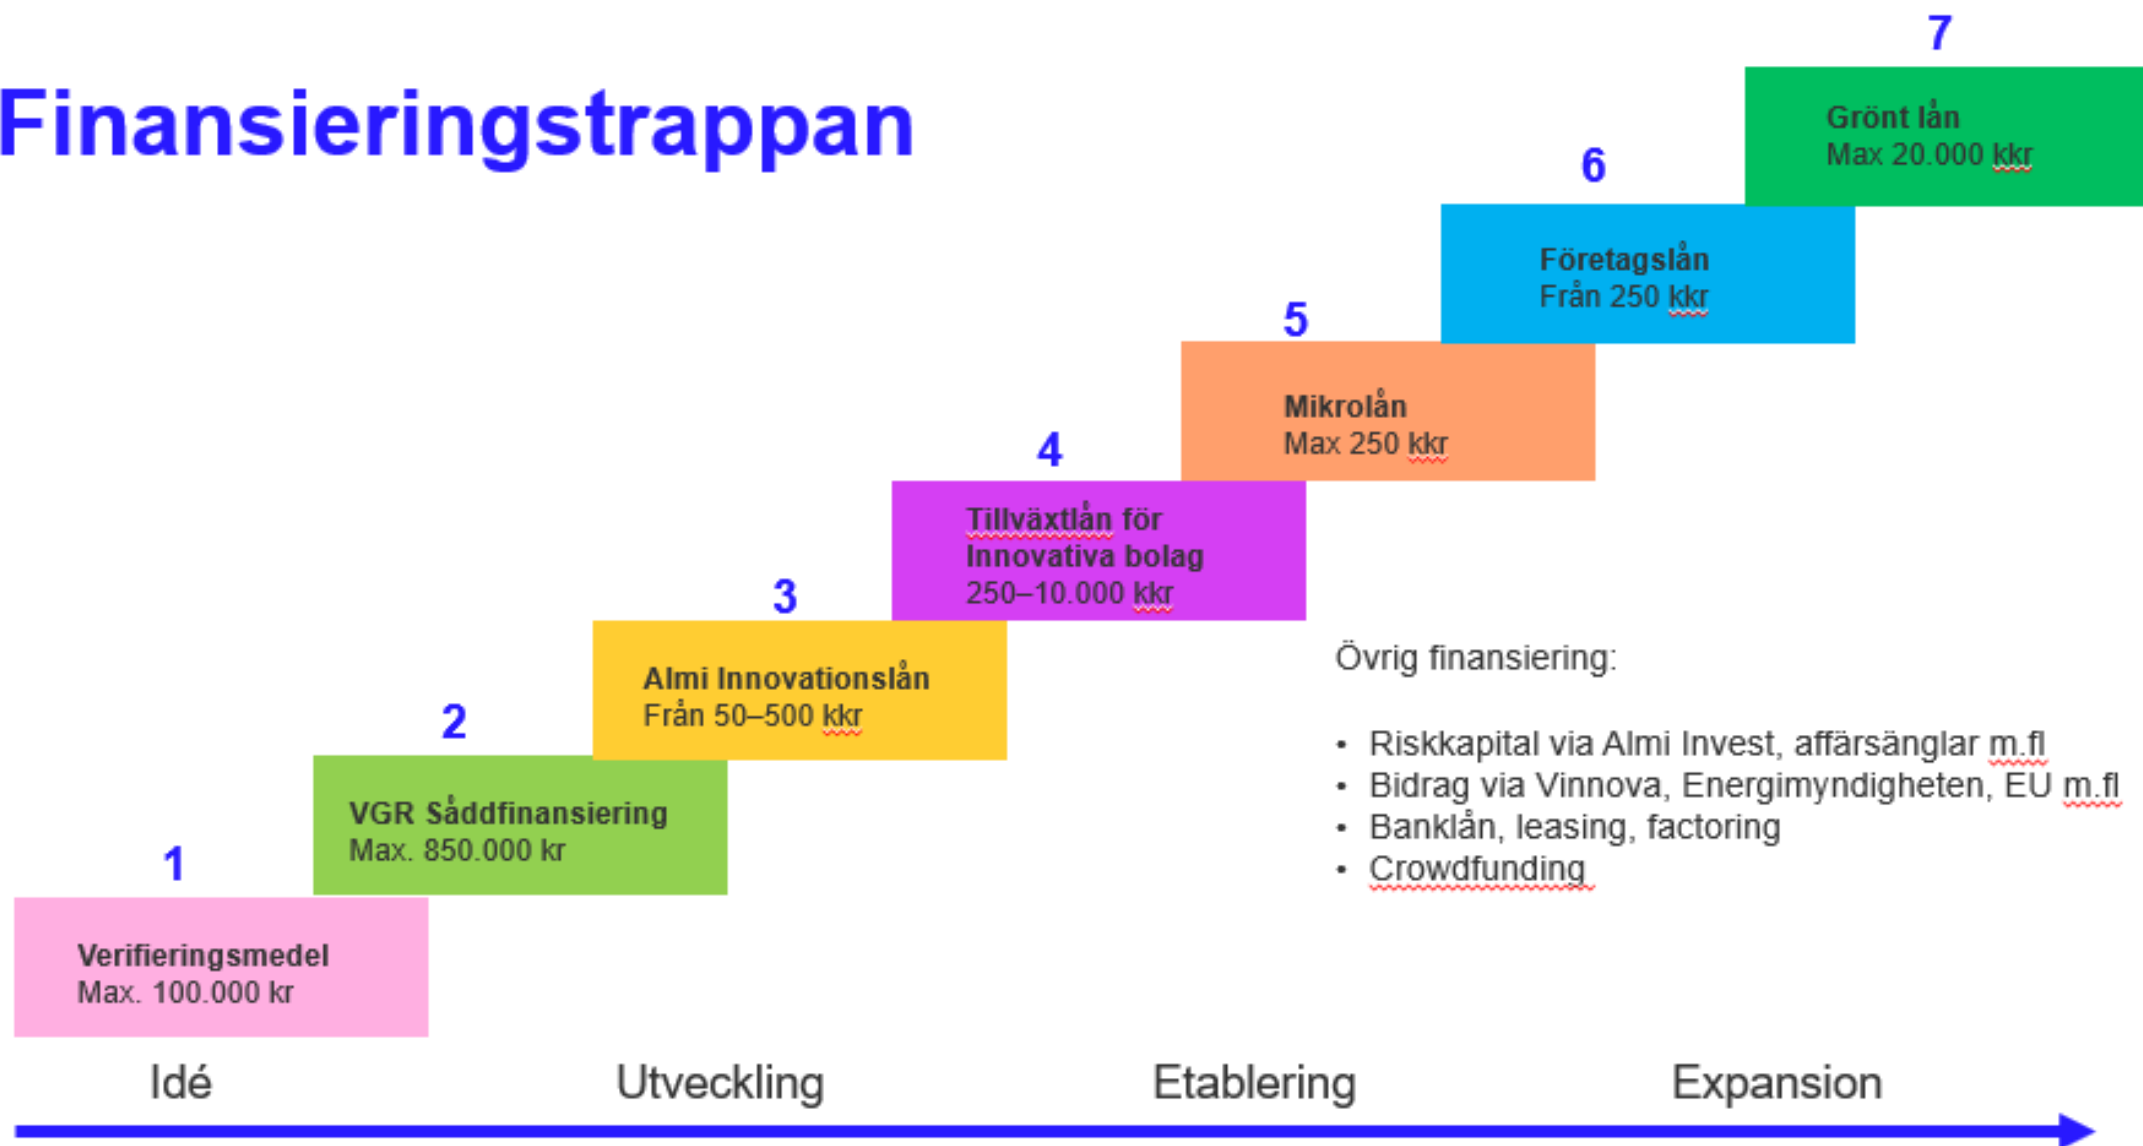 Finansieringstrappan
1
Verifieringsmedel
Max. 100.000 kr
2
VGR Såddfinansiering
Max. 850.000 kr
3
Almi Innovationslån
Från 50–500 kkr
4
Tillväxtlån för
Innovativa bolag
250–10.000 kkr
5
Mikrolån
Max 250 kkr
6
Företagslån
Från 250 kkr
7
Grönt lån
Max 20.000 kkr
Övrig finansiering:
• Riskkapital via Almi Invest, affärsänglar m.fl
• Bidrag via Vinnova, Energimyndigheten, EU m.fl
• Banklån, leasing, factoring
• Crowdfunding
Idé
Utveckling
Etablering
Expansion